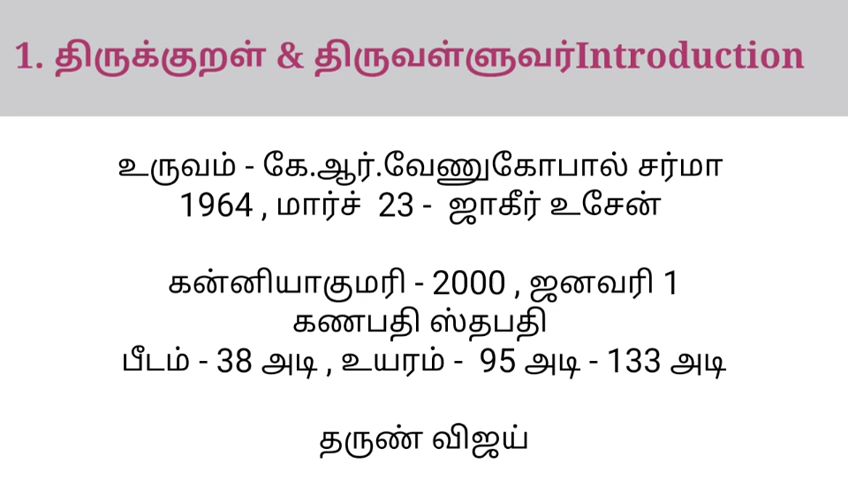 1. திருக்குறள் & திருவள்ளுவர்Introduction
உருவம் - கே.ஆர்.வேணுகோபால் சர்மா
1964 , மார்ச் 23 - ஜாகீர் உசேன்
கன்னியாகுமரி - 2000 , ஜனவரி 1
கணபதி ஸ்தபதி
பீடம் - 38 அடி , உயரம் - 95 அடி - 133 அடி
தருண் விஜய்